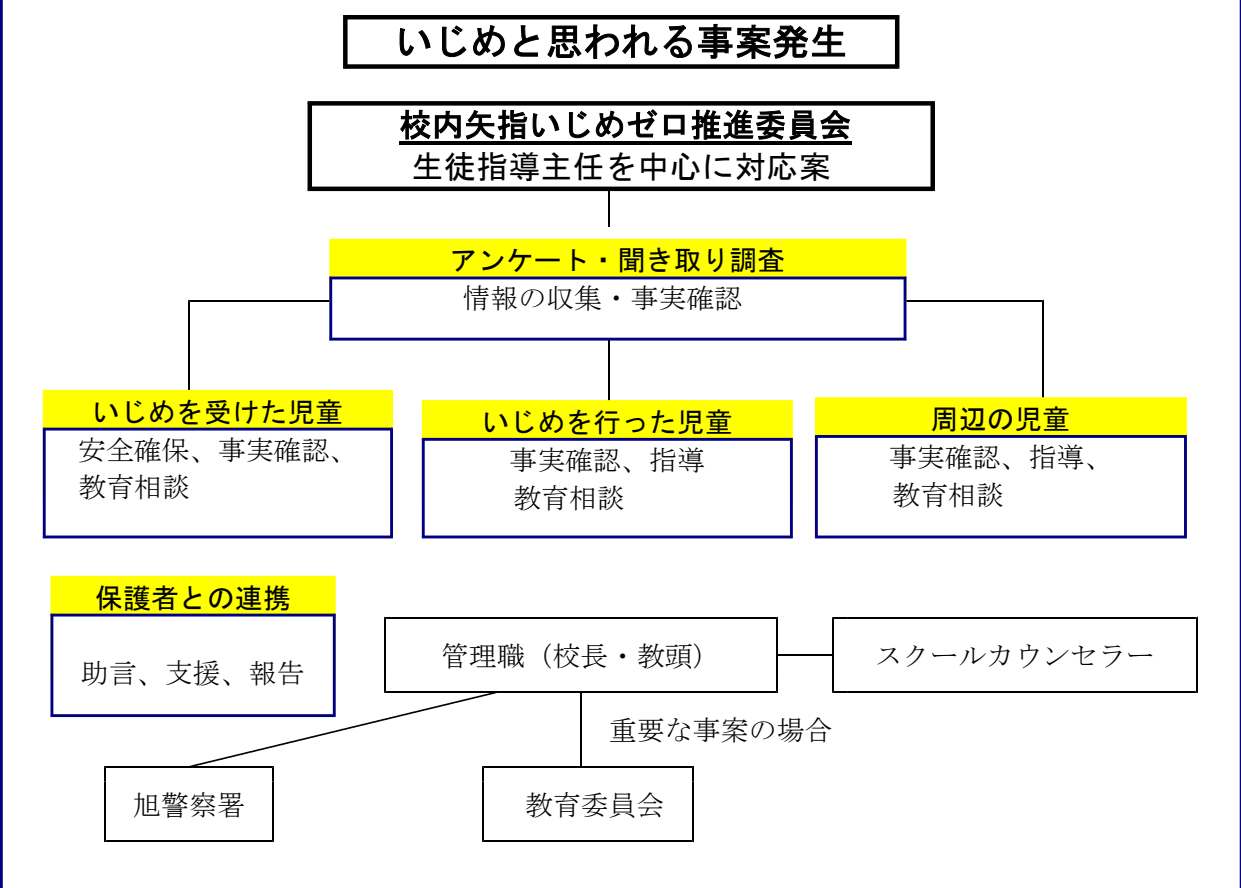 いじめと思われる事案発生
校内矢指いじめゼロ推進委員会
生徒指導主任を中心に対応案
アンケート・聞き取り調査
情報の収集・事実確認
いじめを受けた児童
安全確保、事実確認、
教育相談
いじめを行った児童
事実確認、指導
教育相談
周辺の児童
事実確認、指導、
教育相談
保護者との連携
助言、支援、報告
管理職（校長・教頭）
スクールカウンセラー
重要な事案の場合
旭警察署
教育委員会